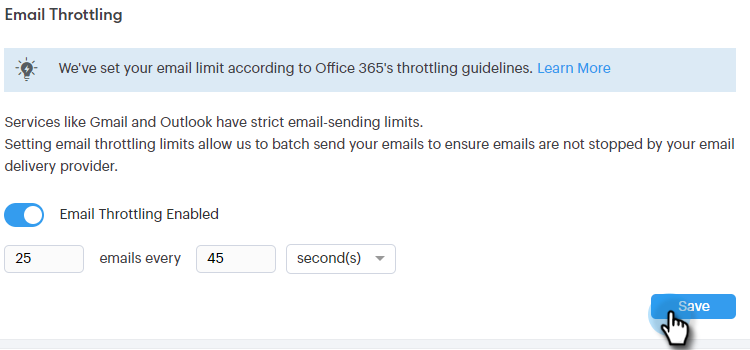 Email Throttling
We've set your email limit according to Office 365's throttling guidelines. Learn More
Services like Gmail and Outlook have strict email-sending limits.
Setting email throttling limits allow us to batch send your emails to ensure emails are not stopped by your email
delivery provider.
Email Throttling Enabled
25 emails every 45 second(s)
Save